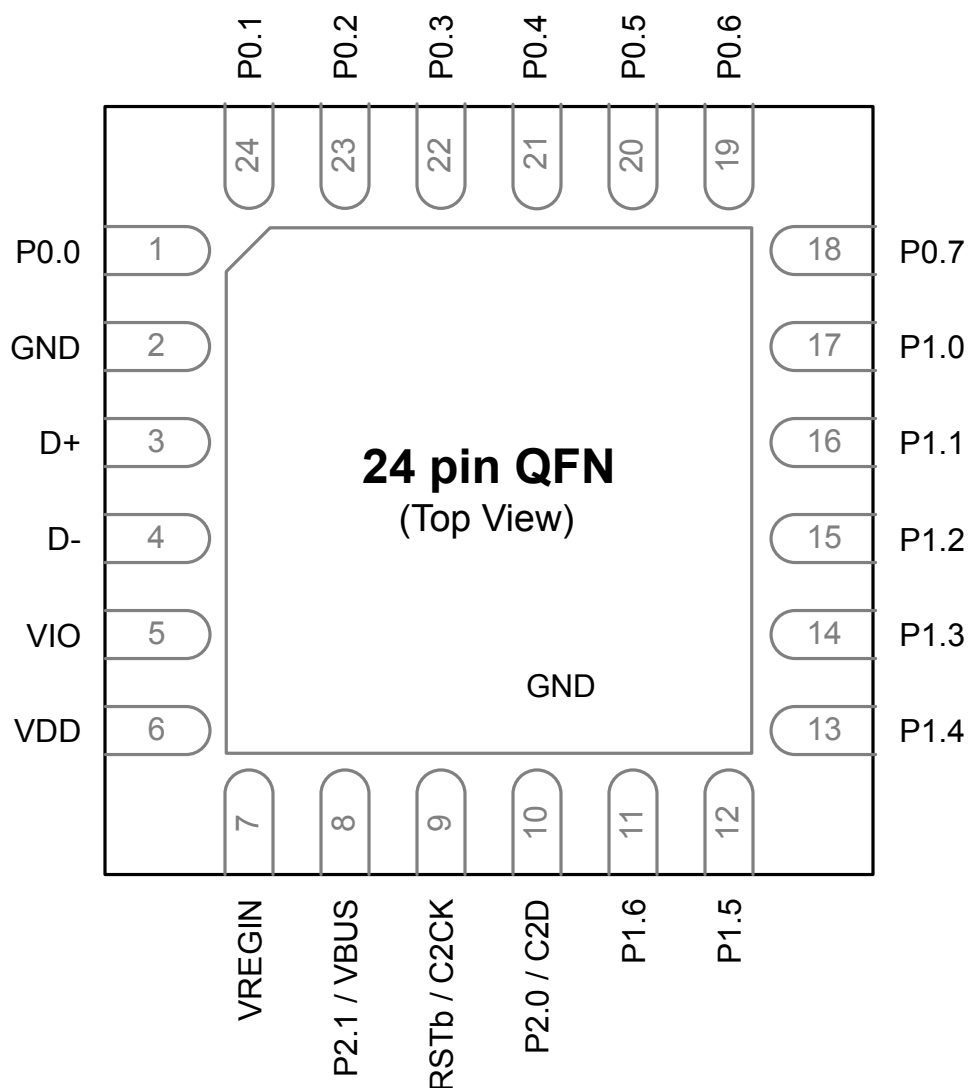 P0.1
P0.2
P0.3
P0.4
P0.5
P0.6
24
23
22
21
20
19
P0.0
1
18
P0.7
GND
2
17
P1.0
D+
3
16
P1.1
24 pin QFN
(Top View)
D-
4
15
P1.2
VIO
5
14
P1.3
GND
VDD
6
13
P1.4
7
8
9
10
11
12
VREGIN
P2.1 / VBUS
RSTb / C2CK
P2.0 / C2D
P1.6
P1.5